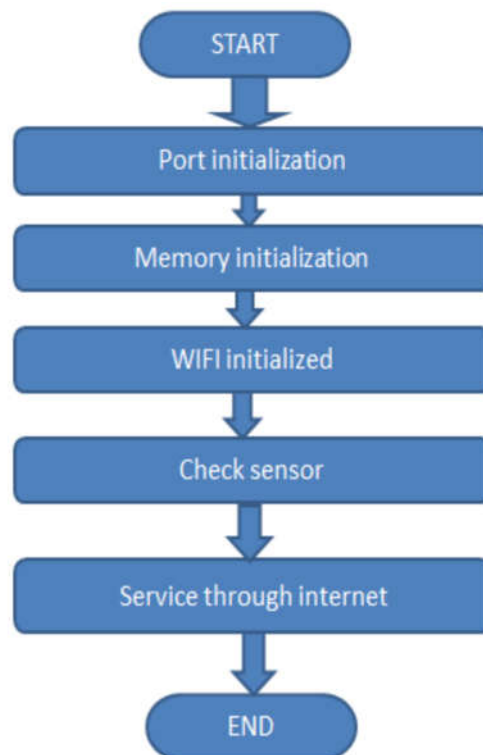 START
Port initialization
Memory initialization
WIFI initialized
Check sensor
Service through internet
END